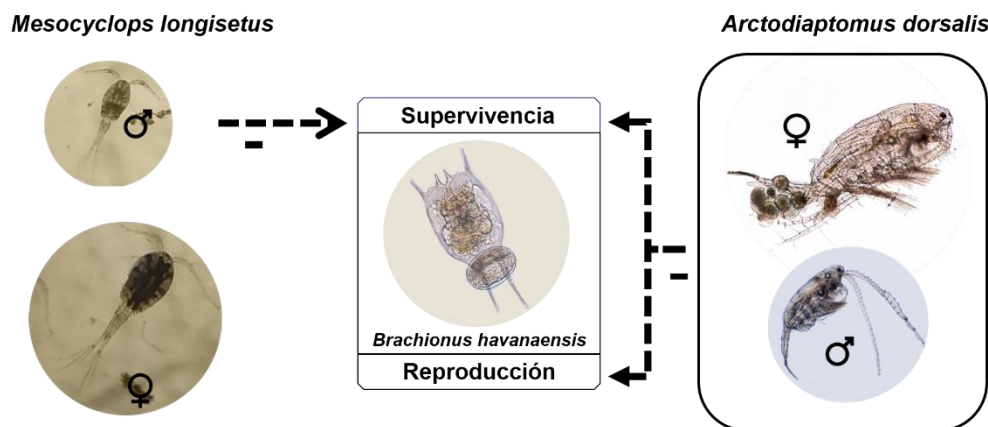 Mesocyclops longisetus
Arctodiaptomus dorsalis
♂
-
Supervivencia
♀
Brachionus havanaensis
Reproducción
-
♀
♂